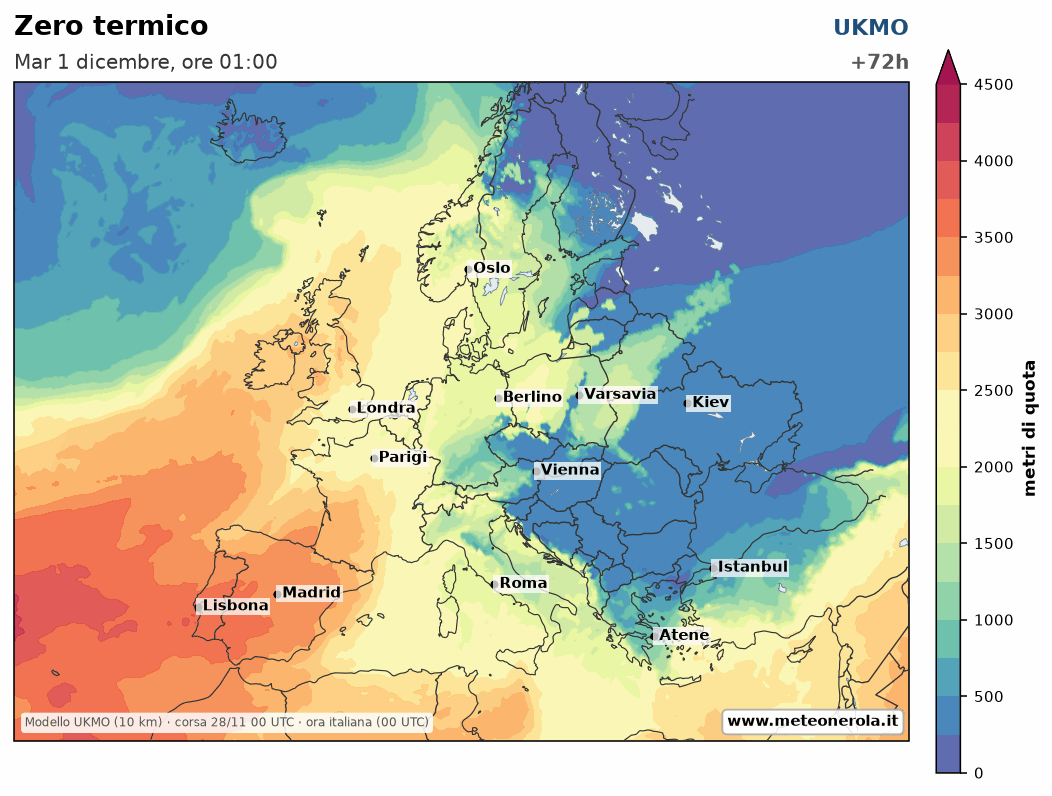 Zero termico
UKMO
Mar 1 dicembre, ore 01:00
+72h
4500
4000
3500
3000
2500
2000
1500
1000
500
0
metri di quota
Oslo
Londra
Berlino
Varsavia
Kiev
Parigi
Vienna
Istanbul
Roma
Madrid
Lisbona
Atene
Modello UKMO (10 km) · corsa 28/11 00 UTC · ora italiana (00 UTC)
www.meteonerola.it